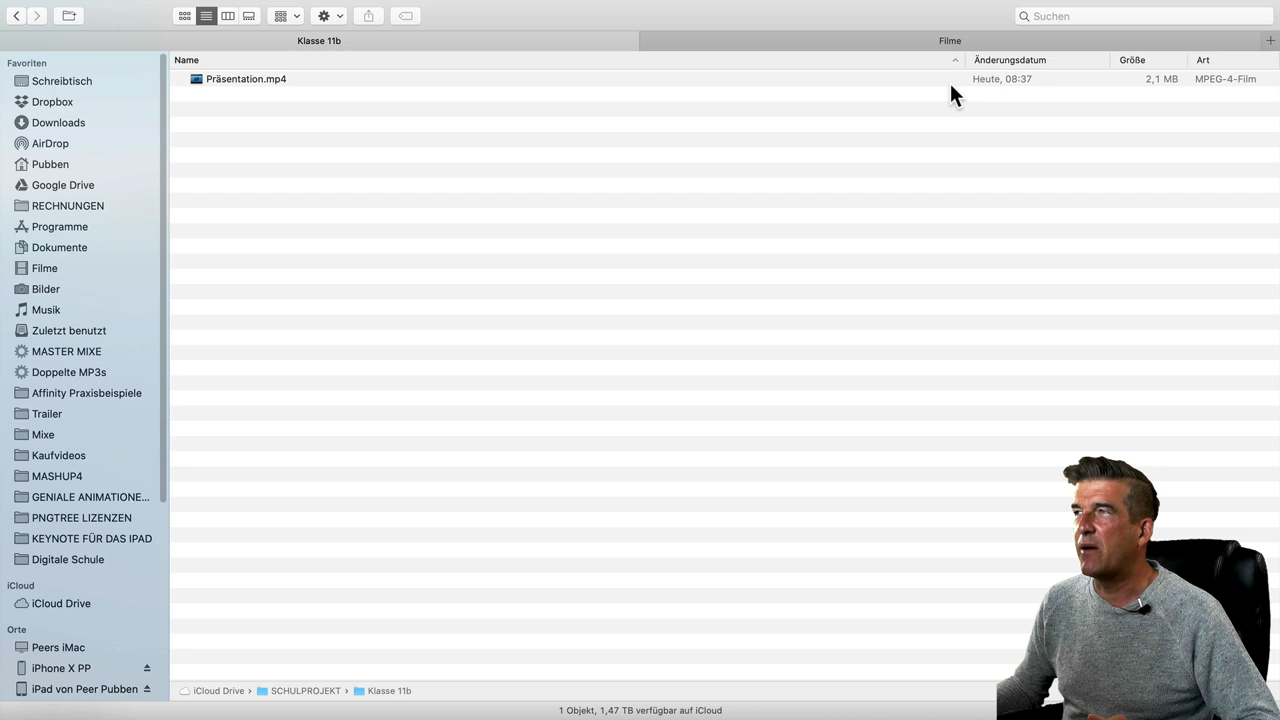 Suchen
Klasse 11b
Filme
Favoriten
Schreibtisch
Dropbox
Downloads
AirDrop
Pubben
Google Drive
RECHNUNGEN
Programme
Dokumente
Filme
Bilder
Musik
Zuletzt benutzt
MASTER MIXE
Doppelte MP3s
Affinity Praxisbeispiele
Trailer
Mixe
Kaufvideos
MASHUP4
GENIALE ANIMATIONE...
PNGTREE LIZENZEN
KEYNOTE FÜR DAS IPAD
Digitale Schule
iCloud
iCloud Drive
Orte
Peers iMac
iPhone X PP
iPad von Peer Pubben
Name Änderungsdatum Größe Art
Präsentation.mp4 Heute, 08:37 2,1 MB MPEG-4-Film
iCloud Drive › SCHULPROJEKT › Klasse 11b
1 Objekt, 1,47 TB verfügbar auf iCloud